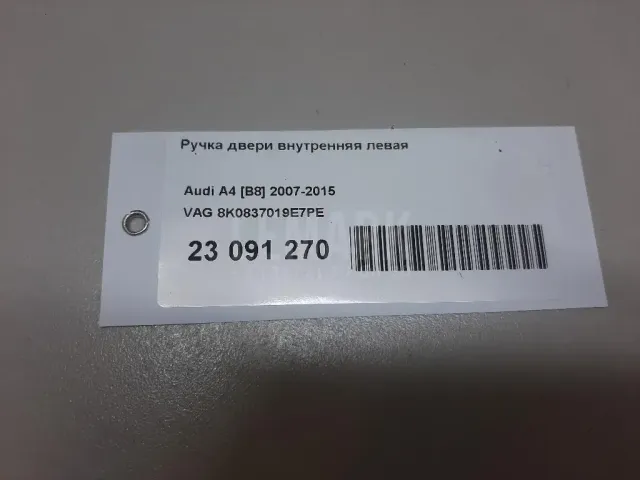 Ручка двери внутренняя левая
Audi A4 [B8] 2007-2015
VAG 8K0837019E7PE
23 091 270